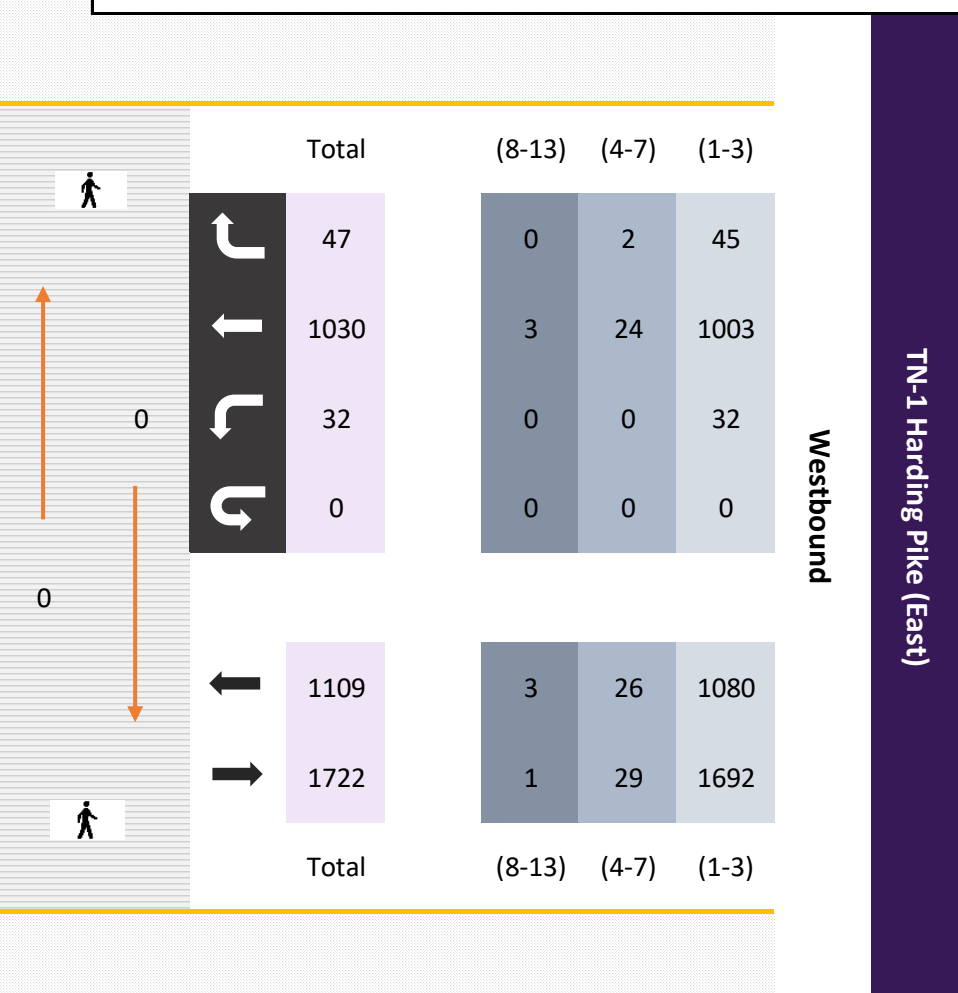 Total (8-13) (4-7) (1-3)
47 0 2 45
1030 3 24 1003
0 32 0 0 32
0 0 0 0
0
1109 3 26 1080
1722 1 29 1692
Total (8-13) (4-7) (1-3)
Westbound
TN-1 Harding Pike (East)